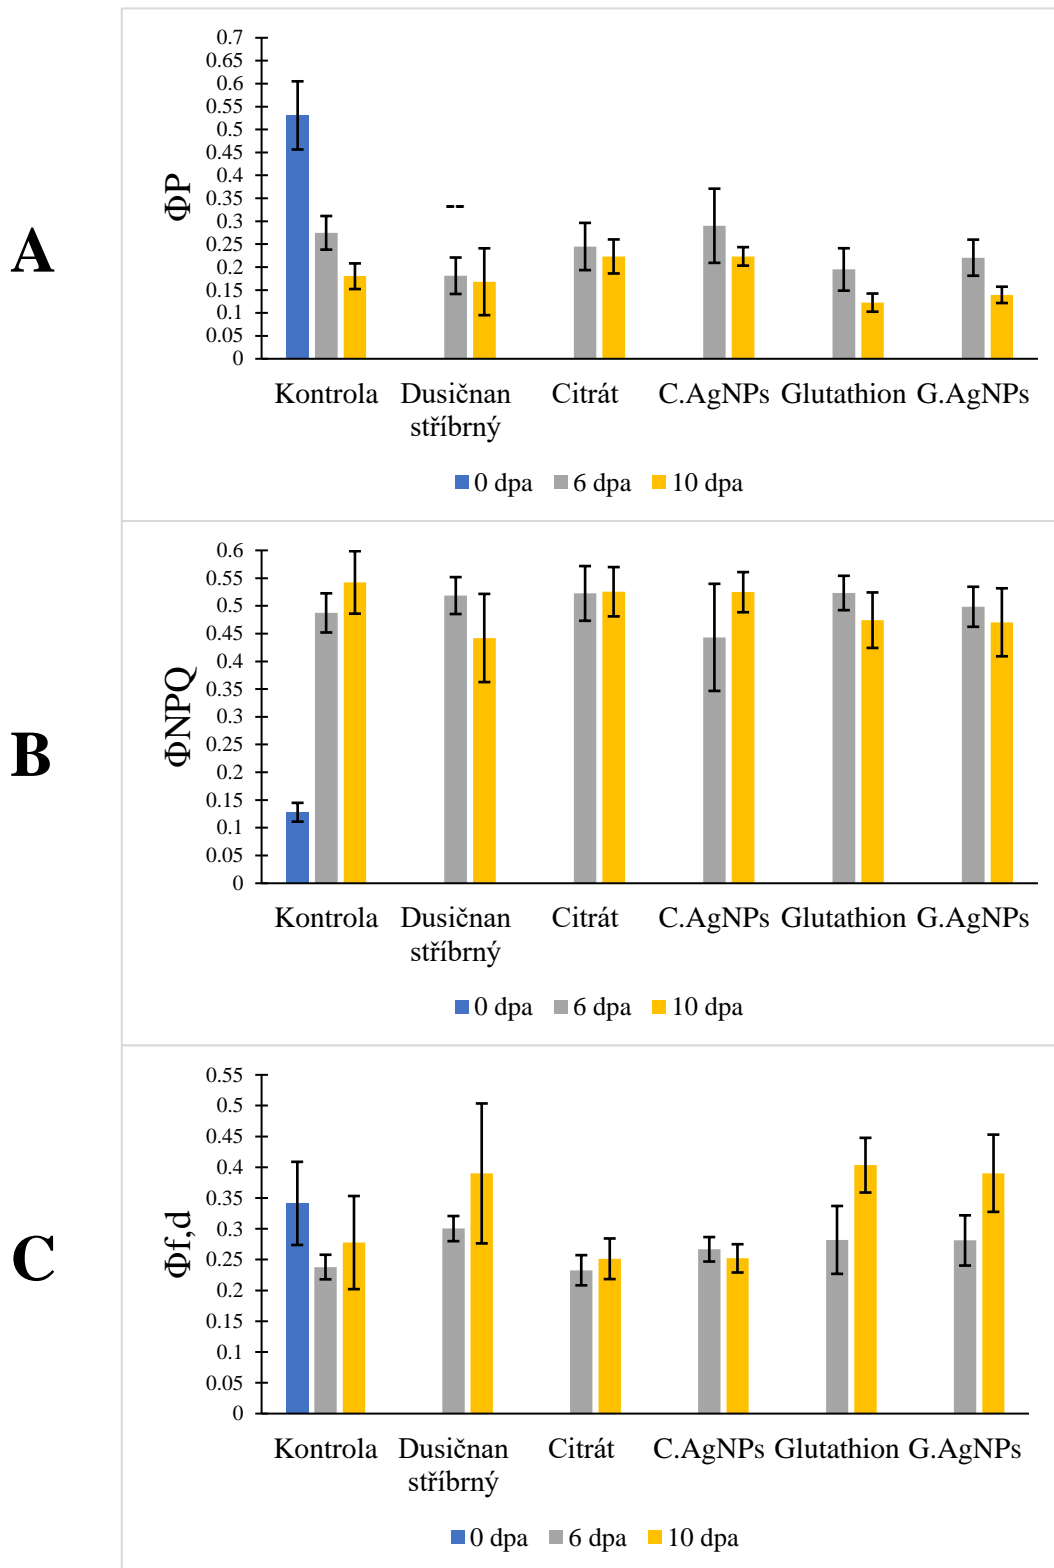 A
ΦP
0.7
0.65
0.6
0.55
0.5
0.45
0.4
0.35
0.3
0.25
0.2
0.15
0.1
0.05
0
--
Kontrola Dusičnan Citrát C.AgNPs Glutathion G.AgNPs
stříbrný
0 dpa 6 dpa 10 dpa
B
ΦNPQ
0.6
0.55
0.5
0.45
0.4
0.35
0.3
0.25
0.2
0.15
0.1
0.05
0
Kontrola Dusičnan Citrát C.AgNPs Glutathion G.AgNPs
stříbrný
0 dpa 6 dpa 10 dpa
C
Φf,d
0.55
0.5
0.45
0.4
0.35
0.3
0.25
0.2
0.15
0.1
0.05
0
Kontrola Dusičnan Citrát C.AgNPs Glutathion G.AgNPs
stříbrný
0 dpa 6 dpa 10 dpa